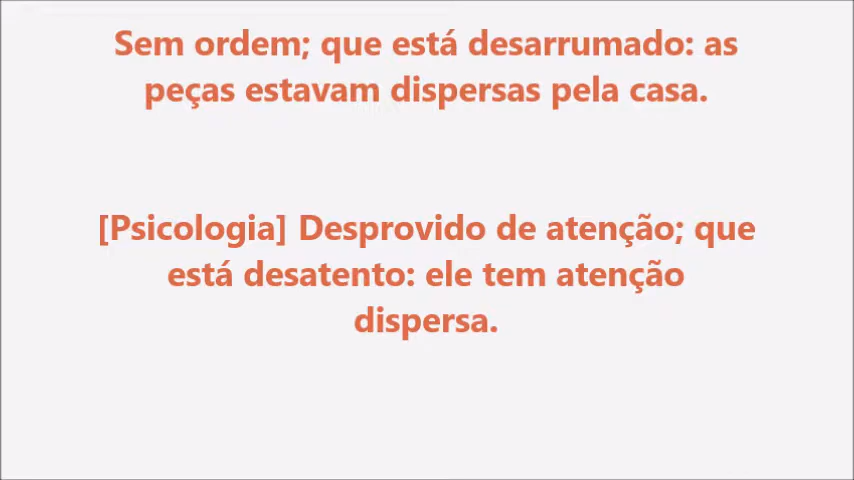 Sem ordem; que está desarrumado: as
peças estavam dispersas pela casa.
[Psicologia] Desprovido de atenção; que
está desatento: ele tem atenção
dispersa.